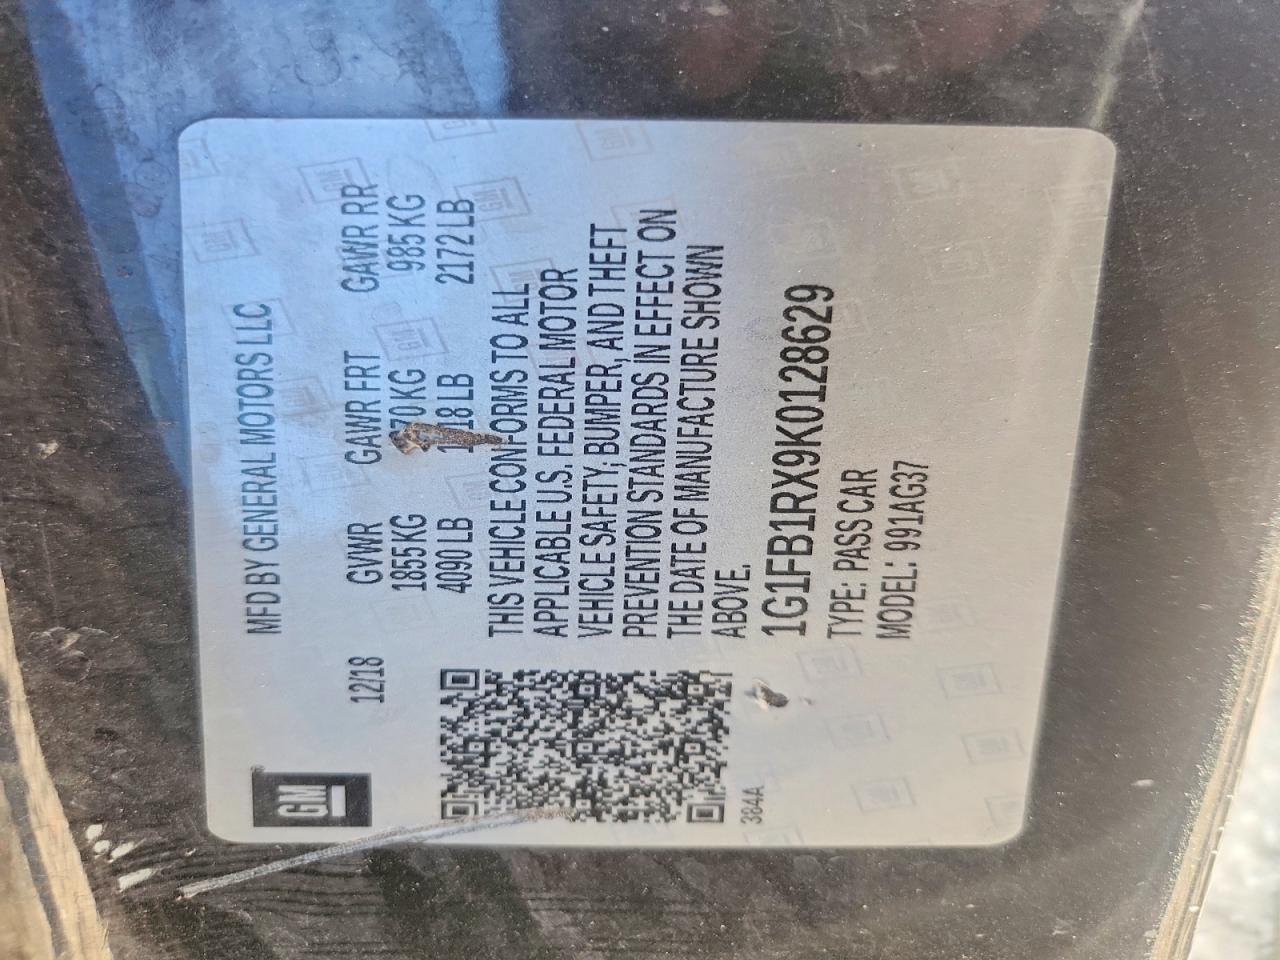 GM
MFD BY GENERAL MOTORS LLC
12/18
GVWR GAWR FRT GAWR RR
1855 KG 985 KG
4090 LB 2172 LB
THIS VEHICLE CONFORMS TO ALL
APPLICABLE U.S. FEDERAL MOTOR
VEHICLE SAFETY, BUMPER, AND THEFT
PREVENTION STANDARDS IN EFFECT ON
THE DATE OF MANUFACTURE SHOWN
ABOVE.
384A
1G1FB1RX9K0128629
TYPE: PASS CAR
MODEL: 991AG37